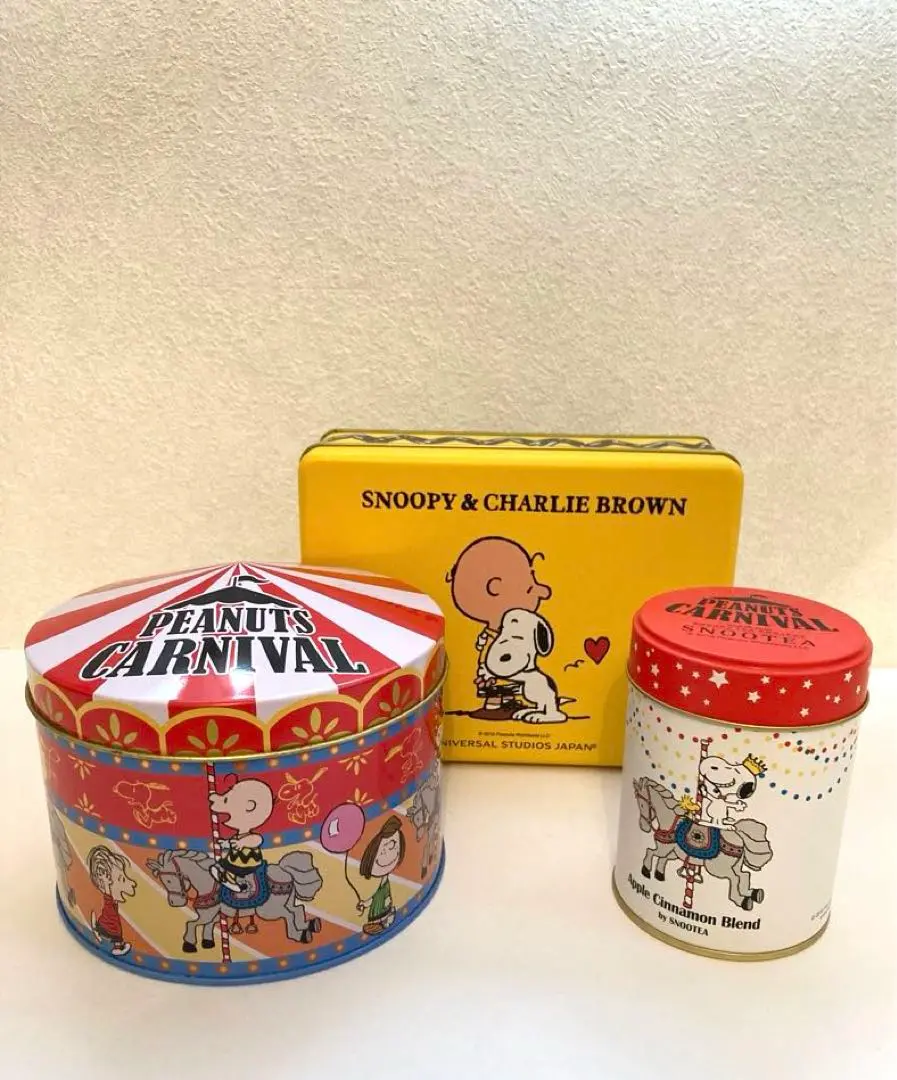 SNOOPY & CHARLIE BROWN
UNIVERSAL STUDIOS JAPAN®
PEANUTS
CARNIVAL
PEANUTS
CARNIVAL
SNOOTEA
Apple Cinnamon Blend
by SNOOTEA